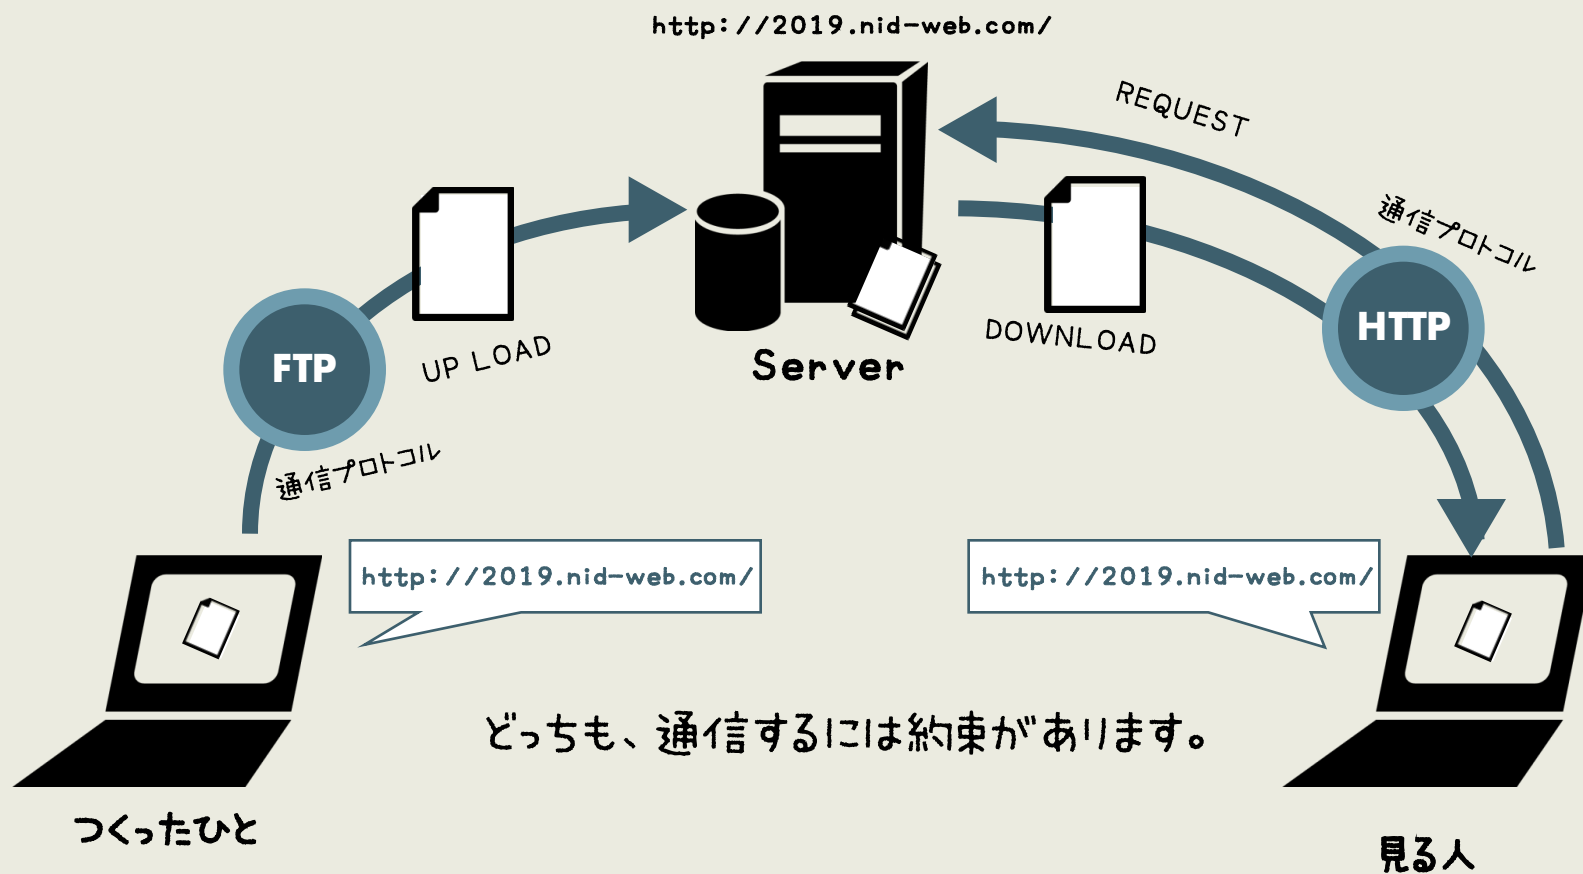 http://2019.nid-web.com/
REQUEST
通信プロトコル
HTTP
DOWNLOAD
UP LOAD
Server
FTP
通信プロトコル
http://2019.nid-web.com/
http://2019.nid-web.com/
どっちも、通信するには約束があります。
つくったひと
見る人